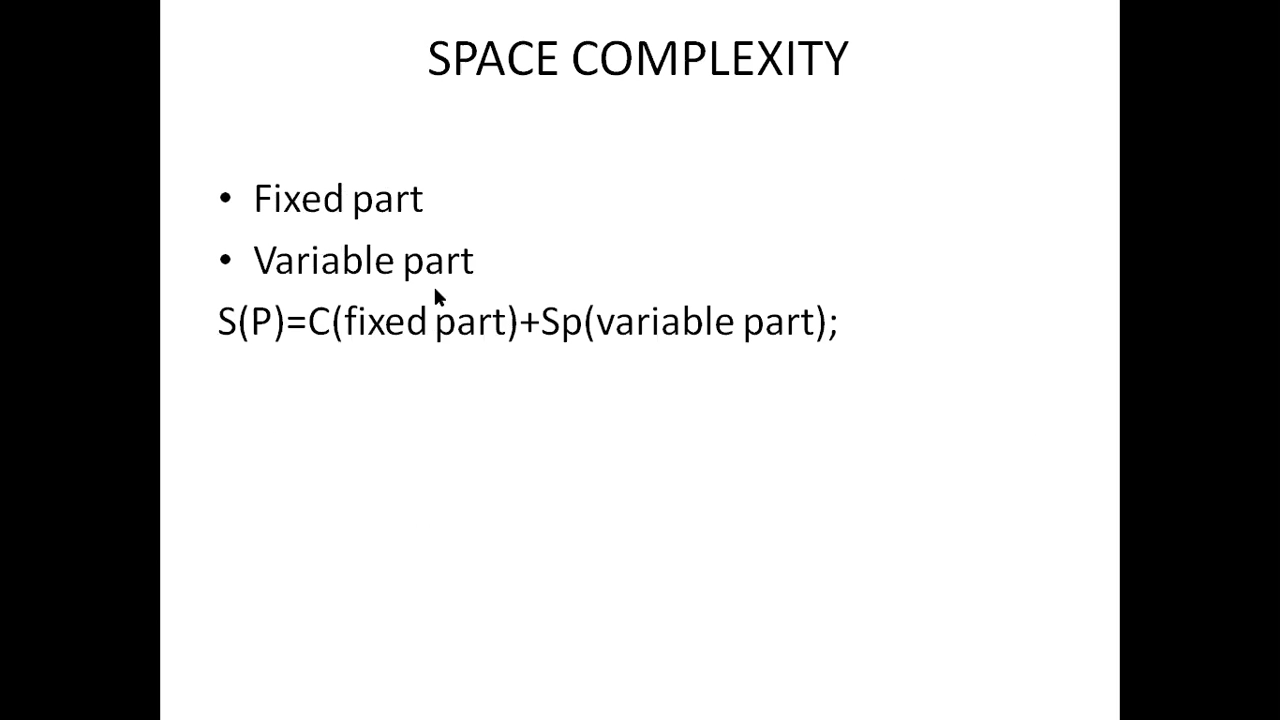 SPACE COMPLEXITY
• Fixed part
• Variable part
S(P)=C(fixed part)+Sp(variable part);